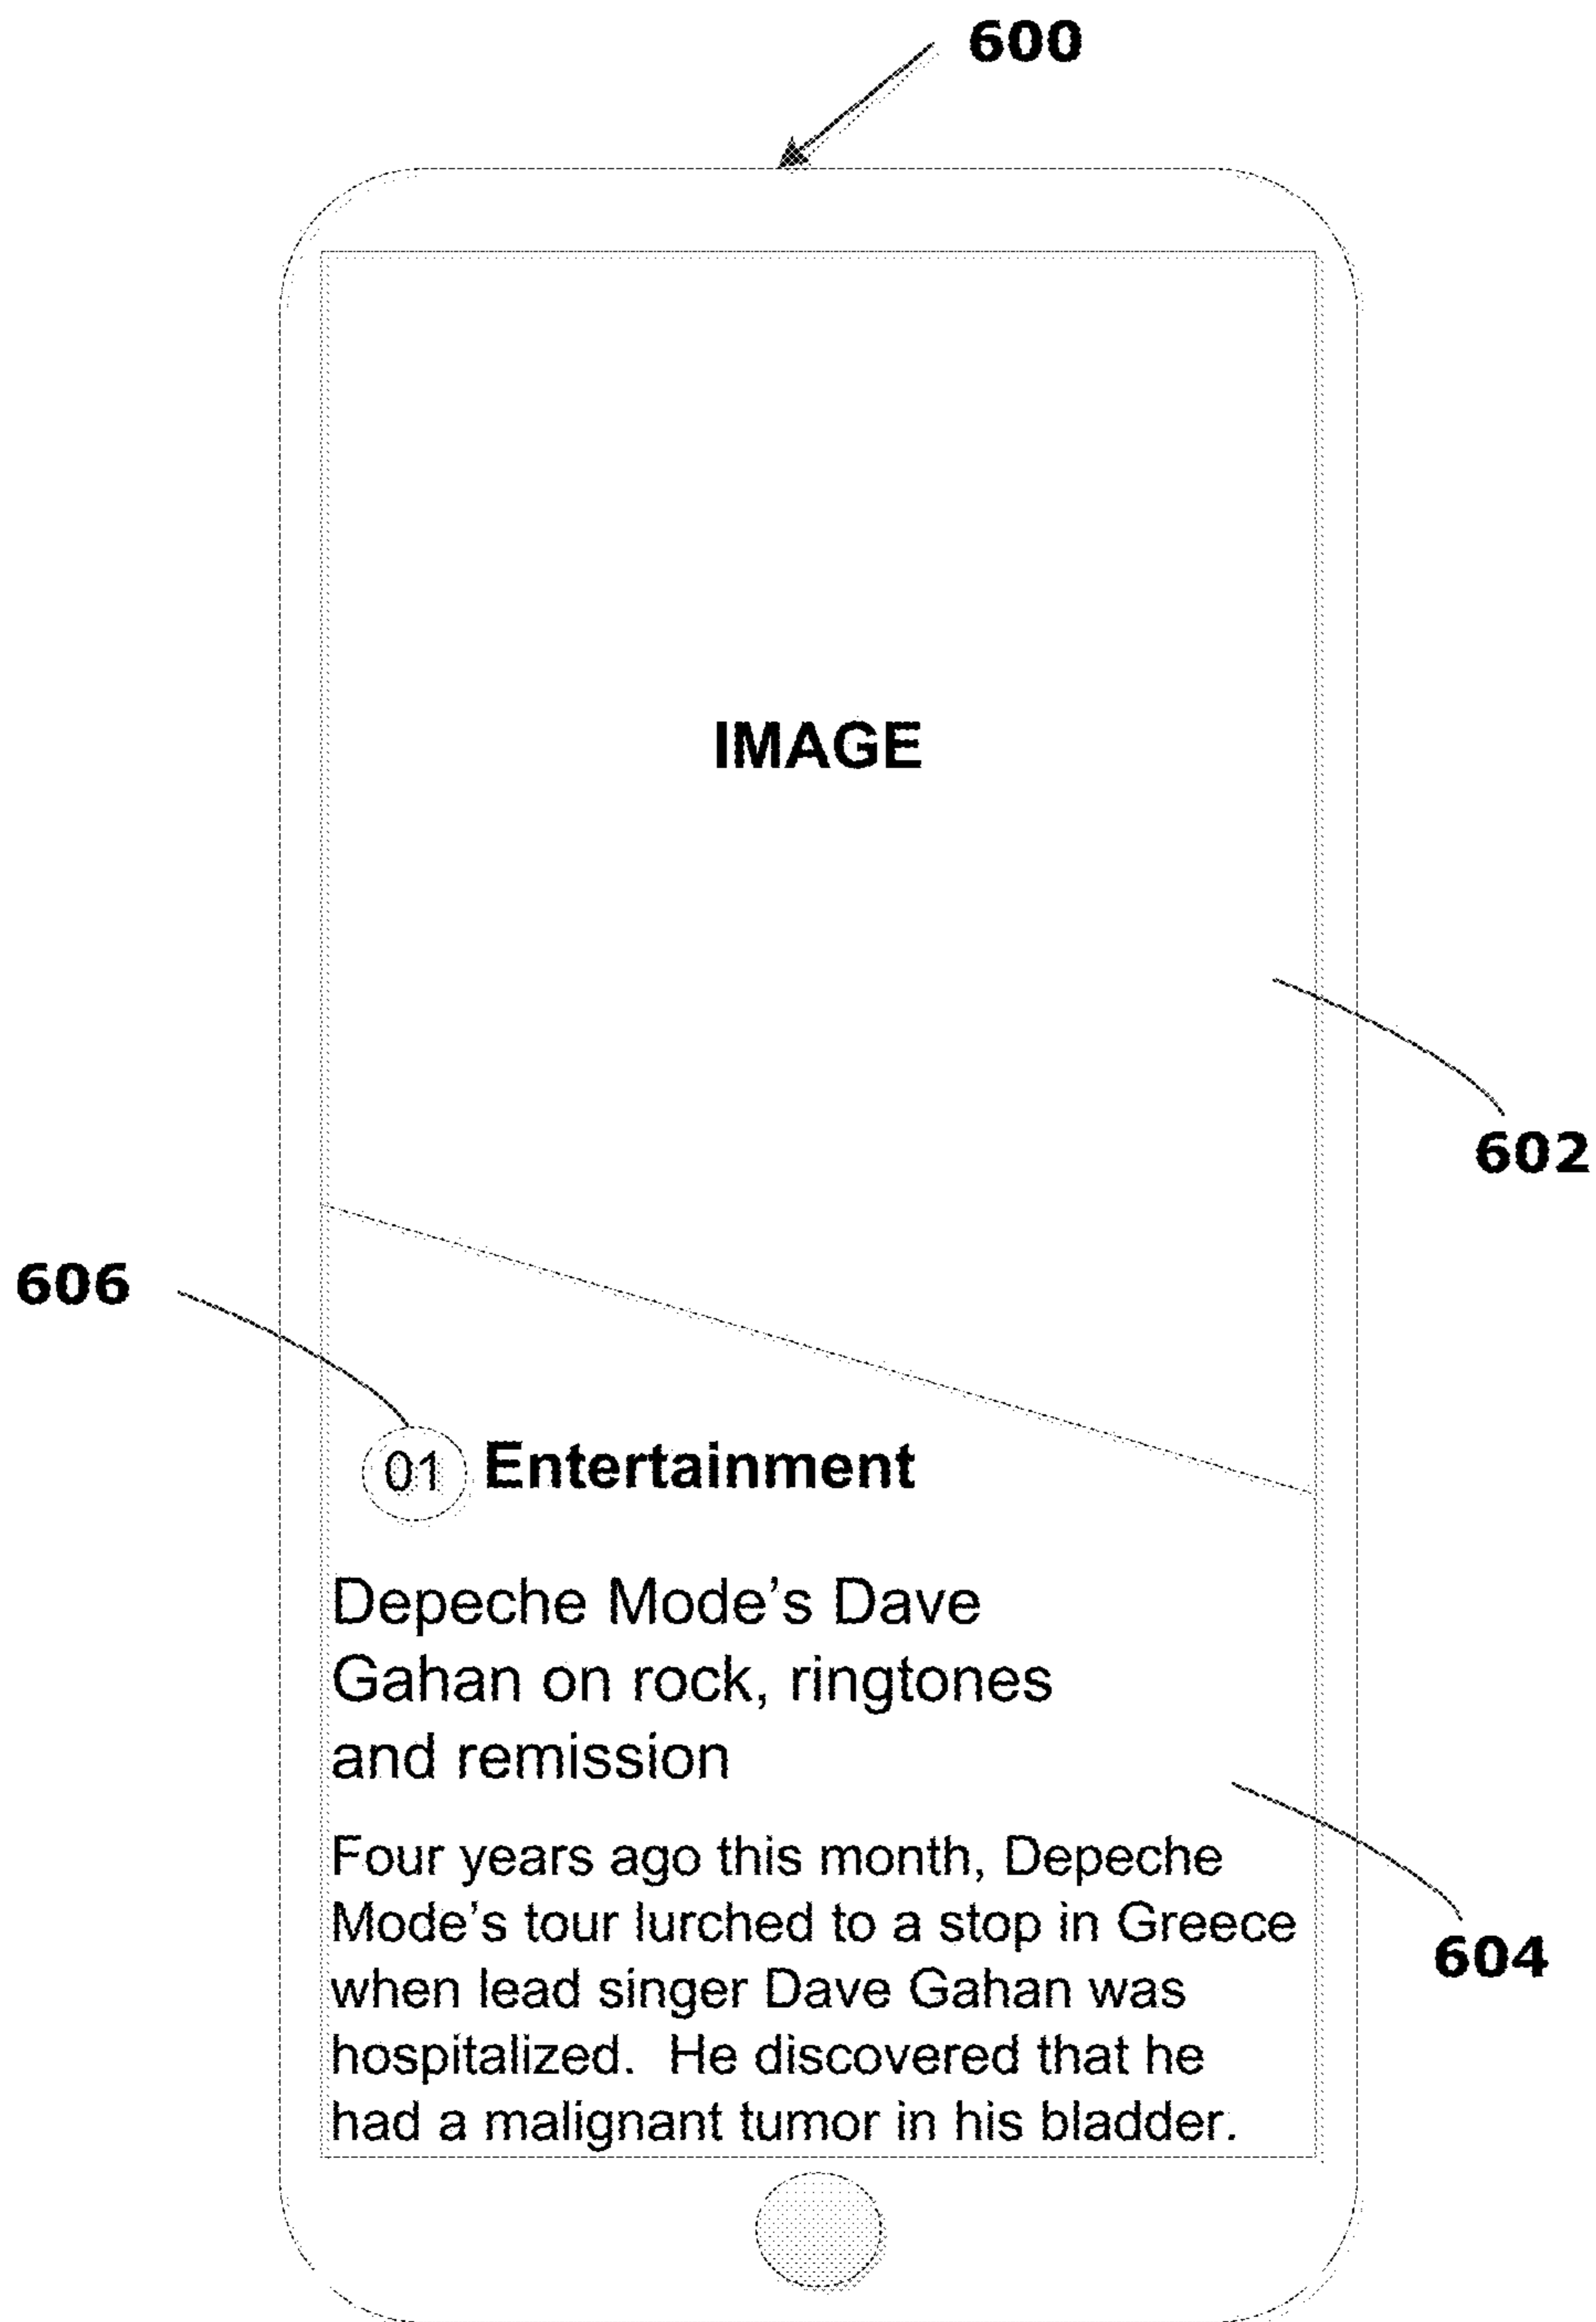 600
IMAGE
602
606
01 Entertainment
Depeche Mode’s Dave
Gahan on rock, ringtones
and remission
Four years ago this month, Depeche
Mode’s tour lurched to a stop in Greece
when lead singer Dave Gahan was
hospitalized.  He discovered that he
had a malignant tumor in his bladder.
604